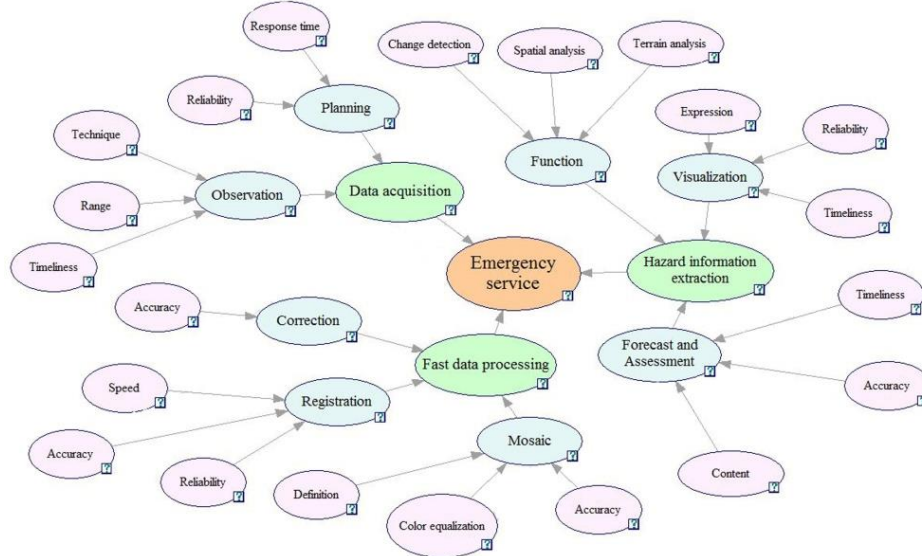 Response time
Change detection
Spatial analysis
Terrain analysis
Reliability
Planning
Expression
Reliability
Technique
Function
Visualization
Observation
Data acquisition
Range
Timeliness
Timeliness
Emergency
service
Hazard information
extraction
Accuracy
Correction
Timeliness
Forecast and
Assessment
Fast data processing
Speed
Registration
Accuracy
Accuracy
Mosaic
Reliability
Definition
Color equalization
Accuracy
Content